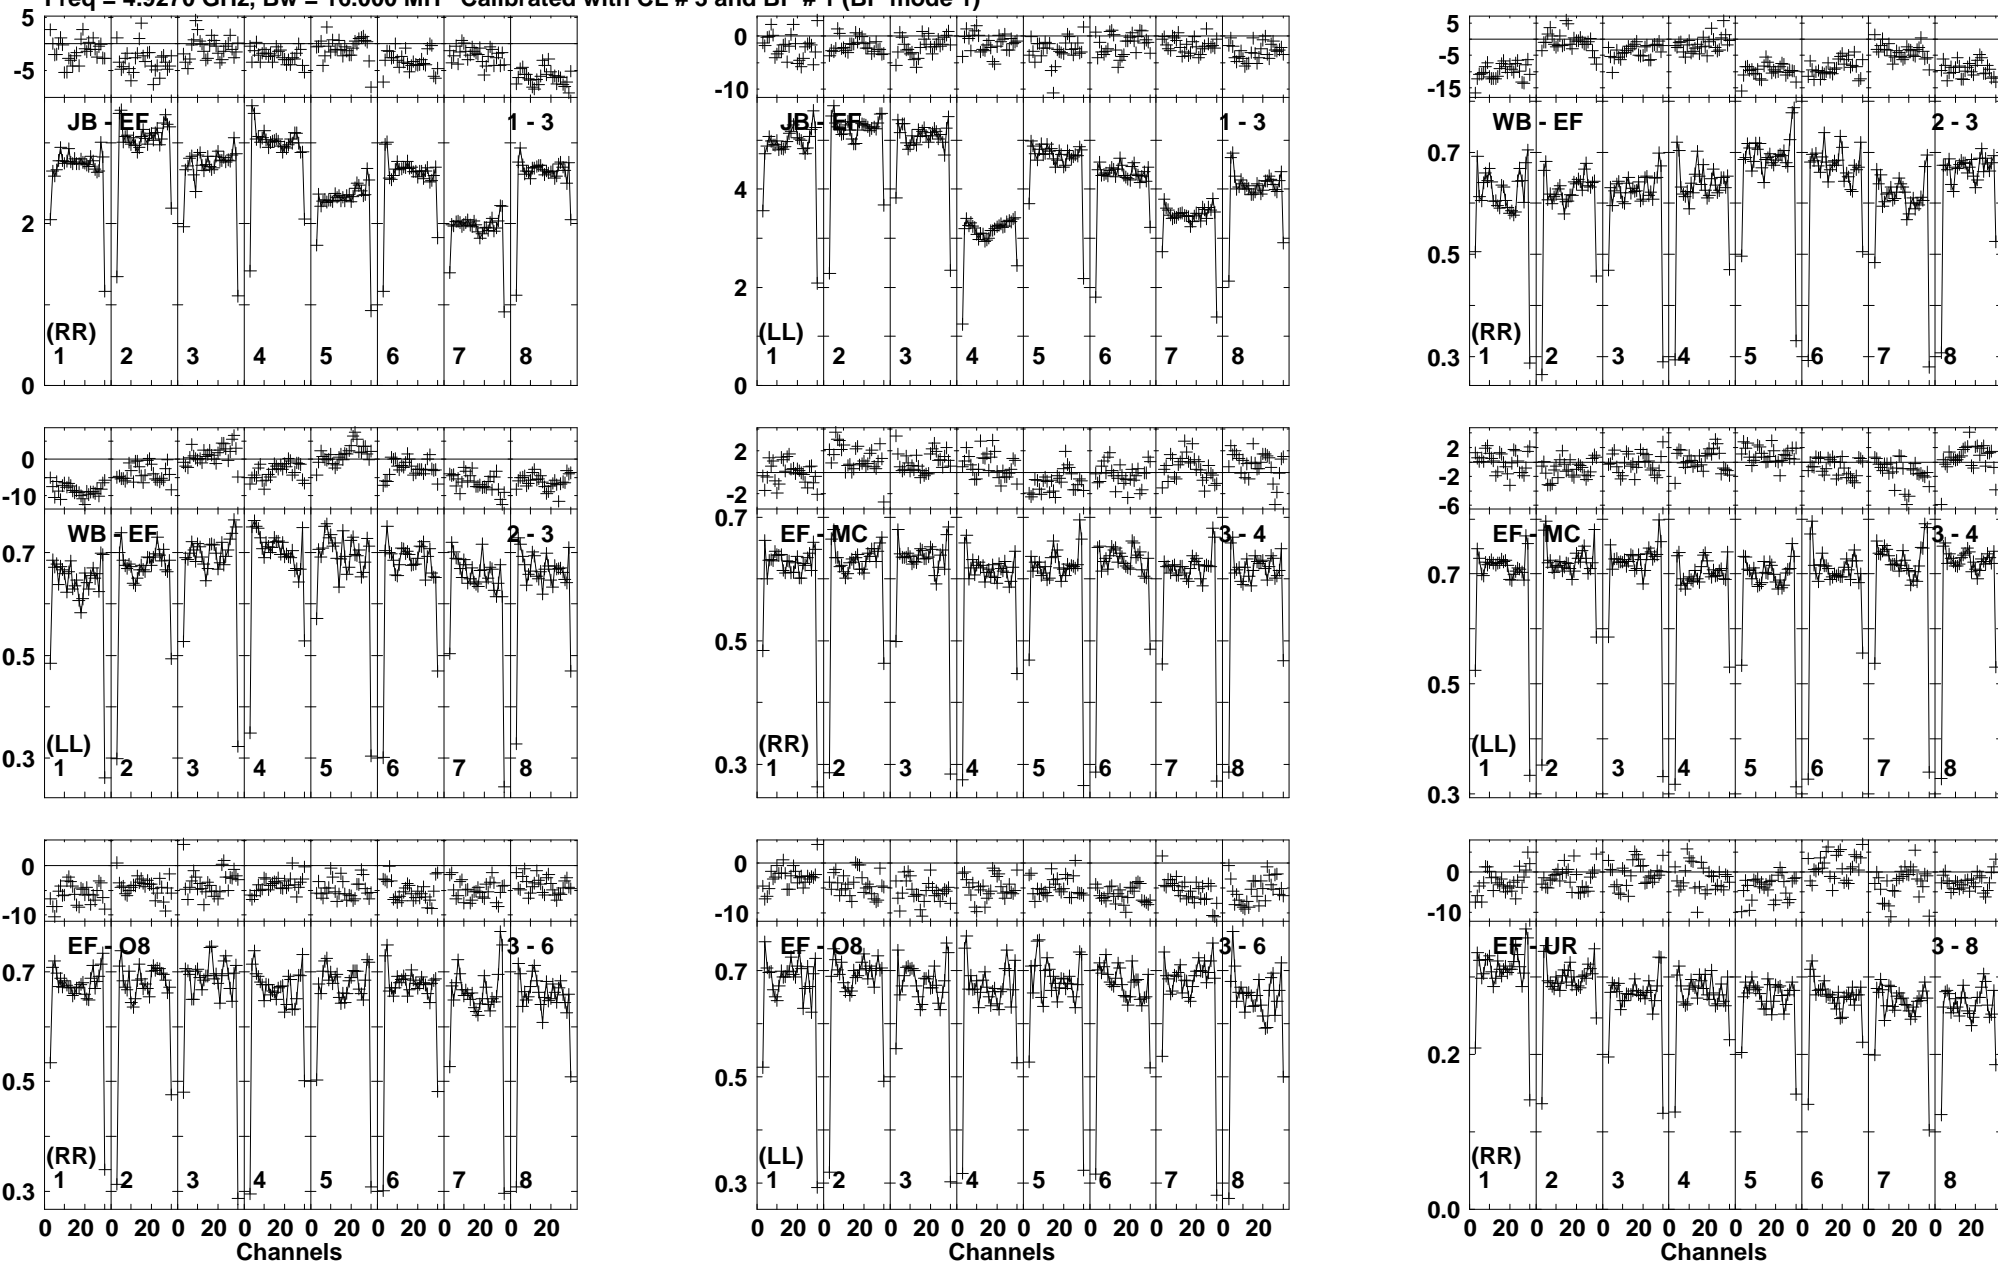 Freq = 4.9270 GHz, Bw = 16.000 MH Calibrated with CL # 3 and BP # 1 (BP mode 1)
5
-5
JB - EF 1 - 3
2
(RR)
1 2 3 4 5 6 7 8
0
0
-10
JB - EF 1 - 3
4
2
(LL)
1 2 3 4 5 6 7 8
0
5
-5
-15
WB - EF 2 - 3
0.7
0.5
(RR)
0.3
1 2 3 4 5 6 7 8
0
-10
WB - EF 2 - 3
0.7
0.5
(LL)
0.3
1 2 3 4 5 6 7 8
2
-2
0.7
EF - MC 3 - 4
0.5
(RR)
0.3
1 2 3 4 5 6 7 8
2
-2
-6
EF - MC 3 - 4
0.7
0.5
(LL)
1 2 3 4 5 6 7 8
0.3
0
-10
EF - O8 3 - 6
0.7
0.5
(RR)
1 2 3 4 5 6 7 8
0.3
0 20 0 20 0 20 0 20 0 20 0 20 0 20 0 20
Channels
0
-10
EF - O8 3 - 6
0.7
0.5
(LL)
0.3
1 2 3 4 5 6 7 8
0 20 0 20 0 20 0 20 0 20 0 20 0 20 0 20
Channels
0
-10
EF - UR 3 - 8
0.2
(RR)
1 2 3 4 5 6 7 8
0.0
0 20 0 20 0 20 0 20 0 20 0 20 0 20 0 20
Channels